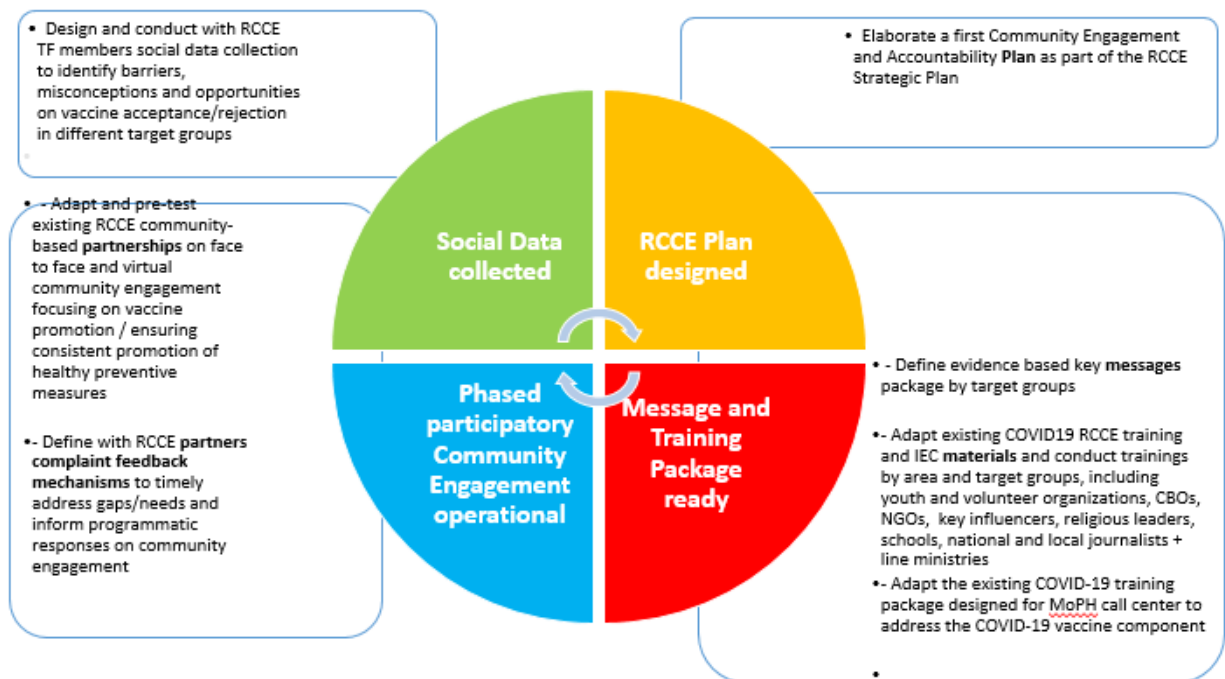 • Design and conduct with RCCE
TF members social data collection
to identify barriers,
misconceptions and opportunities
on vaccine acceptance/rejection
in different target groups
• Elaborate a first Community Engagement
and Accountability Plan as part of the RCCE
Strategic Plan
Social Data
collected
RCCE Plan
designed
• - Adapt and pre-test
existing RCCE community-
based partnerships on face
to face and virtual
community engagement
focusing on vaccine
promotion / ensuring
consistent promotion of
healthy preventive
measures
•- Define with RCCE partners
complaint feedback
mechanisms to timely
address gaps/needs and
inform programmatic
responses on community
engagement
Phased
participatory
Community
Engagement
operational
Message and
Training
Package
ready
• - Define evidence based key messages
package by target groups
•- Adapt existing COVID19 RCCE training
and IEC materials and conduct trainings
by area and target groups, including
youth and volunteer organizations, CBOs,
NGOs, key influencers, religious leaders,
schools, national and local journalists +
line ministries
•- Adapt the existing COVID-19 training
package designed for MoPH call center to
address the COVID-19 vaccine component
•